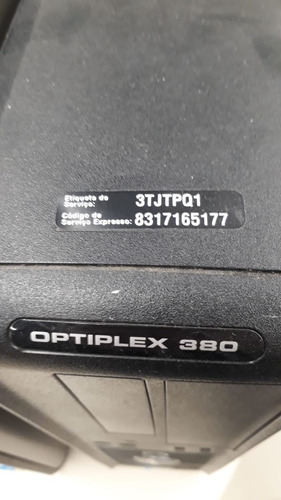 Etiqueta de
Serviço: 3TJTPQ1
Código de
Serviço Expresso: 8317165177
OPTIPLEX 380